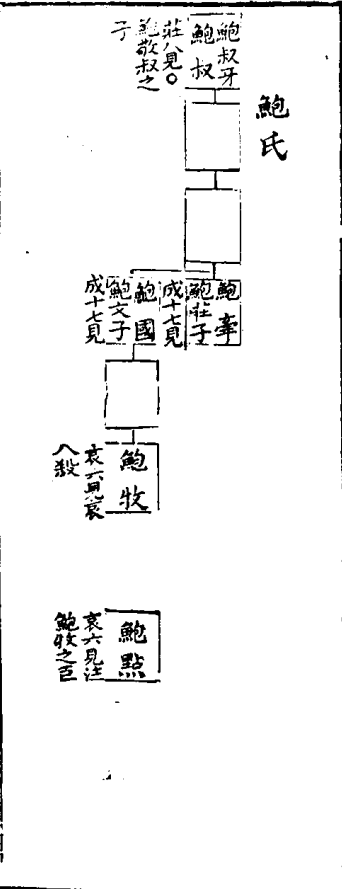 鮑氏
鮑叔牙
鮑叔
莊八見○
鮑敬叔之
子
鮑牽
鮑莊子
成十七見
鮑國
鮑文子
成十七見
鮑牧
哀六見哀
八殺
鮑點
哀六見注
鮑牧之臣